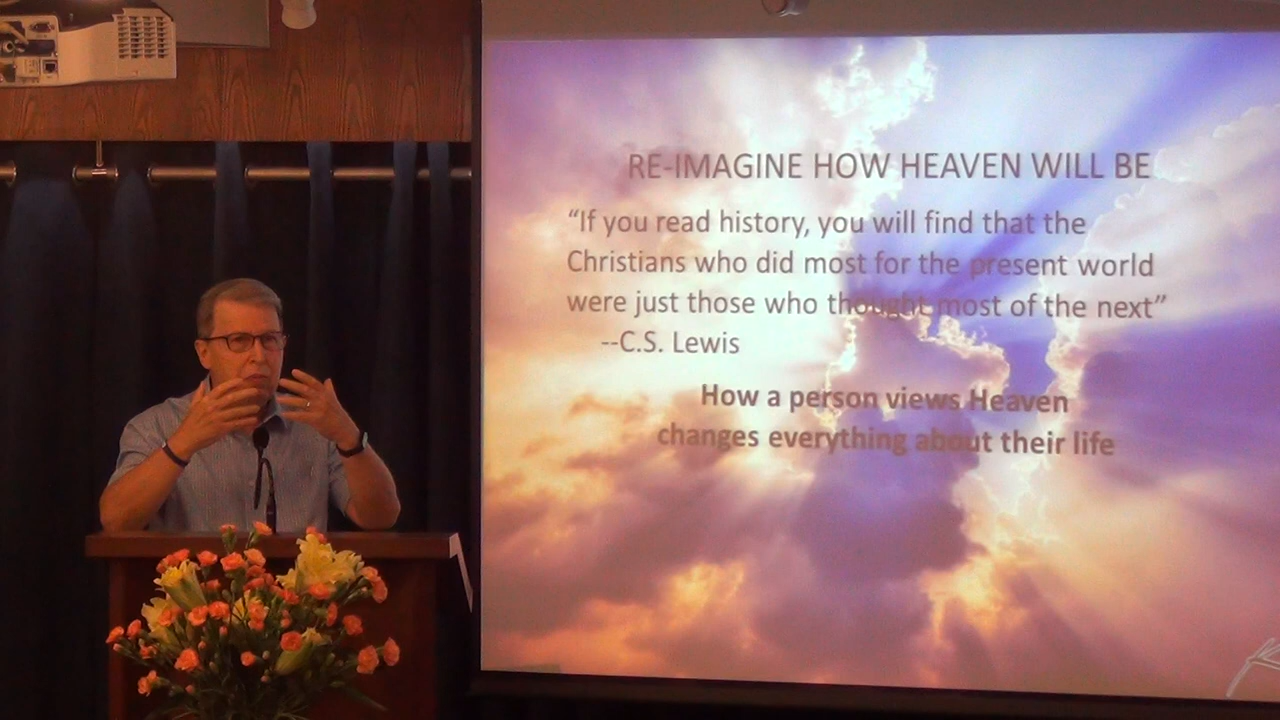 RE-IMAGINE HOW HEAVEN WILL BE
“If you read history, you will find that the
Christians who did most for the present world
were just those who thought most of the next”
--C.S. Lewis
How a person views Heaven
changes everything about their life